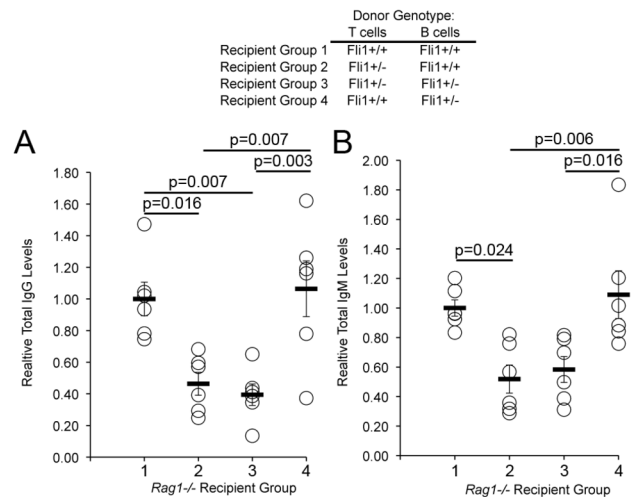 Donor Genotype:
T cells B cells
Recipient Group 1 Fli1+/+ Fli1+/+
Recipient Group 2 Fli1+/- Fli1+/+
Recipient Group 3 Fli1+/- Fli1+/-
Recipient Group 4 Fli1+/+ Fli1+/-
A
p=0.007
p=0.003
p=0.007
p=0.016
1.80
1.60
1.40
1.20
1.00
0.80
0.60
0.40
0.20
0.00
Realtive Total IgG Levels
1 2 3 4
Rag1-/- Recipient Group
B
p=0.006
p=0.016
p=0.024
2.00
1.80
1.60
1.40
1.20
1.00
0.80
0.60
0.40
0.20
0.00
Realtive Total IgM Levels
1 2 3 4
Rag1-/- Recipient Group